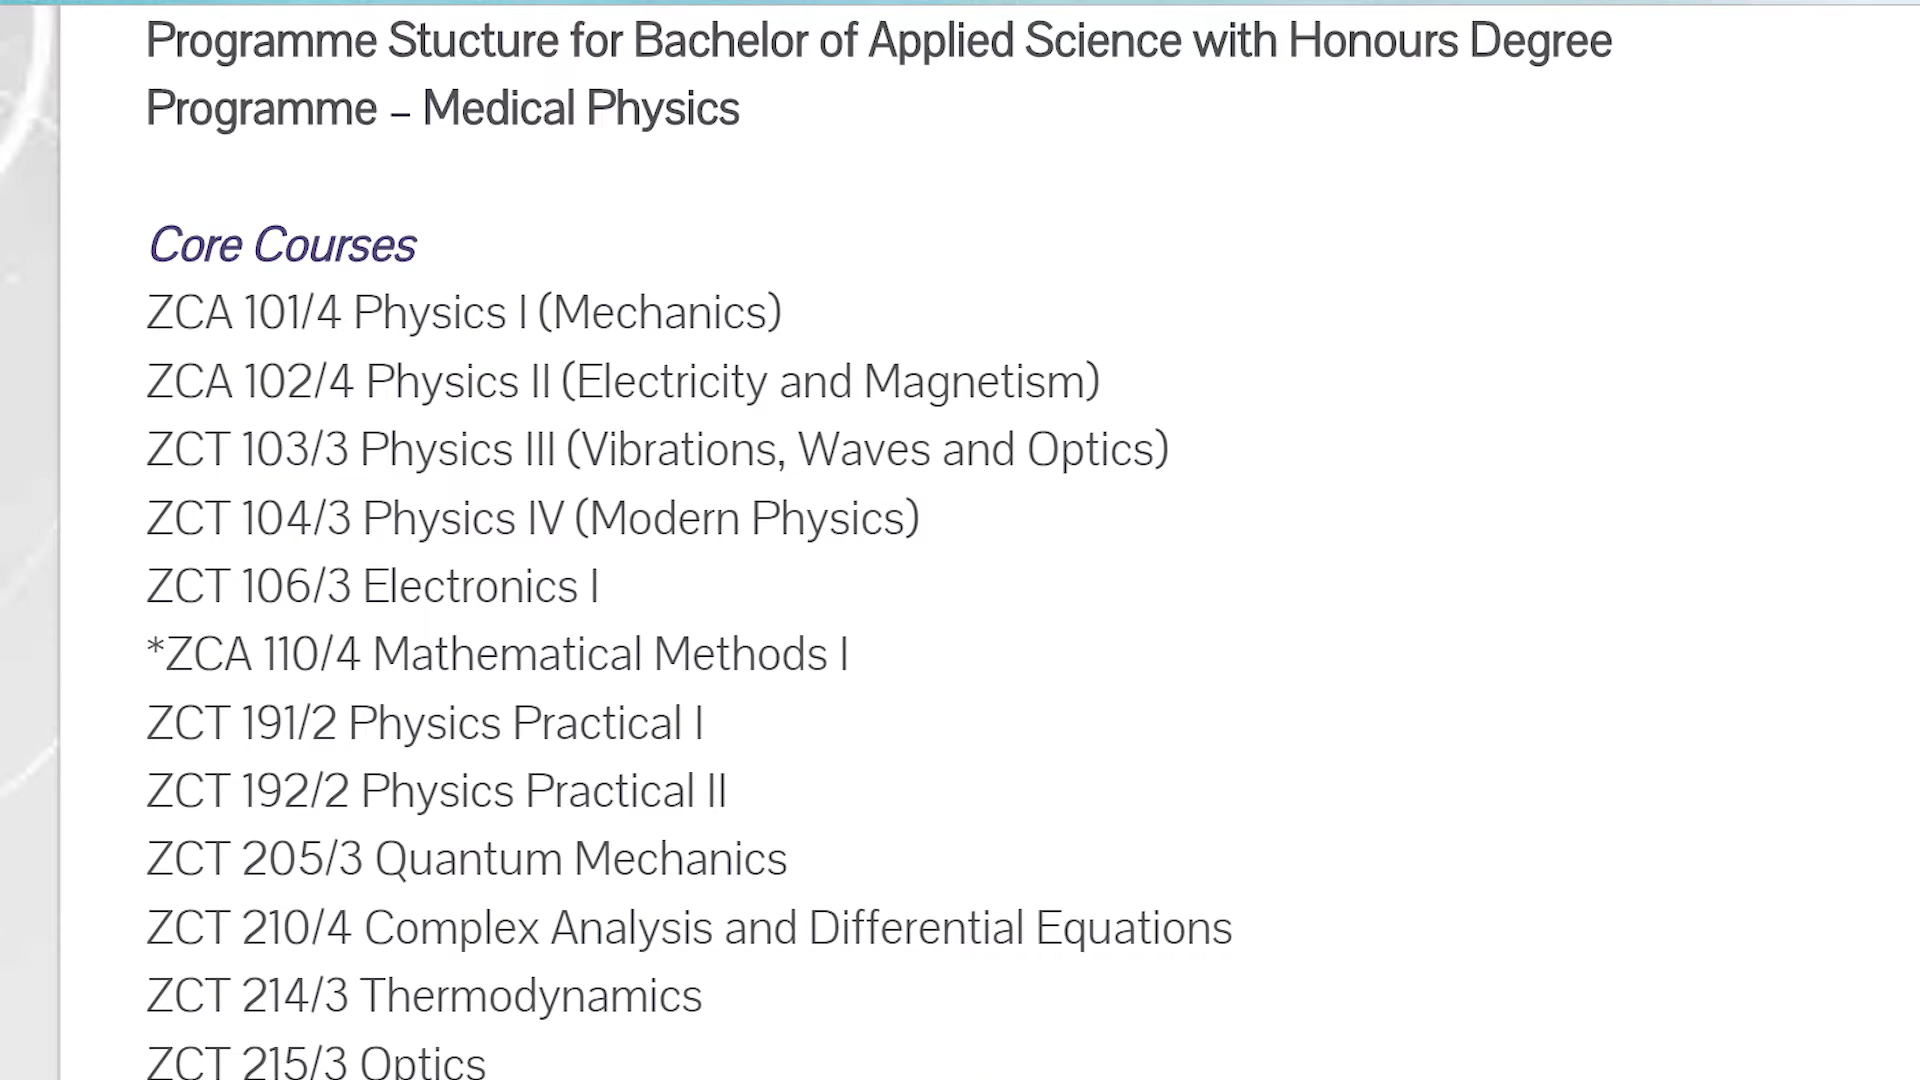 Programme Stucture for Bachelor of Applied Science with Honours Degree
Programme – Medical Physics
Core Courses
ZCA 101/4 Physics I (Mechanics)
ZCA 102/4 Physics II (Electricity and Magnetism)
ZCT 103/3 Physics III (Vibrations, Waves and Optics)
ZCT 104/3 Physics IV (Modern Physics)
ZCT 106/3 Electronics I
*ZCA 110/4 Mathematical Methods I
ZCT 191/2 Physics Practical I
ZCT 192/2 Physics Practical II
ZCT 205/3 Quantum Mechanics
ZCT 210/4 Complex Analysis and Differential Equations
ZCT 214/3 Thermodynamics
ZCT 215/3 Optics